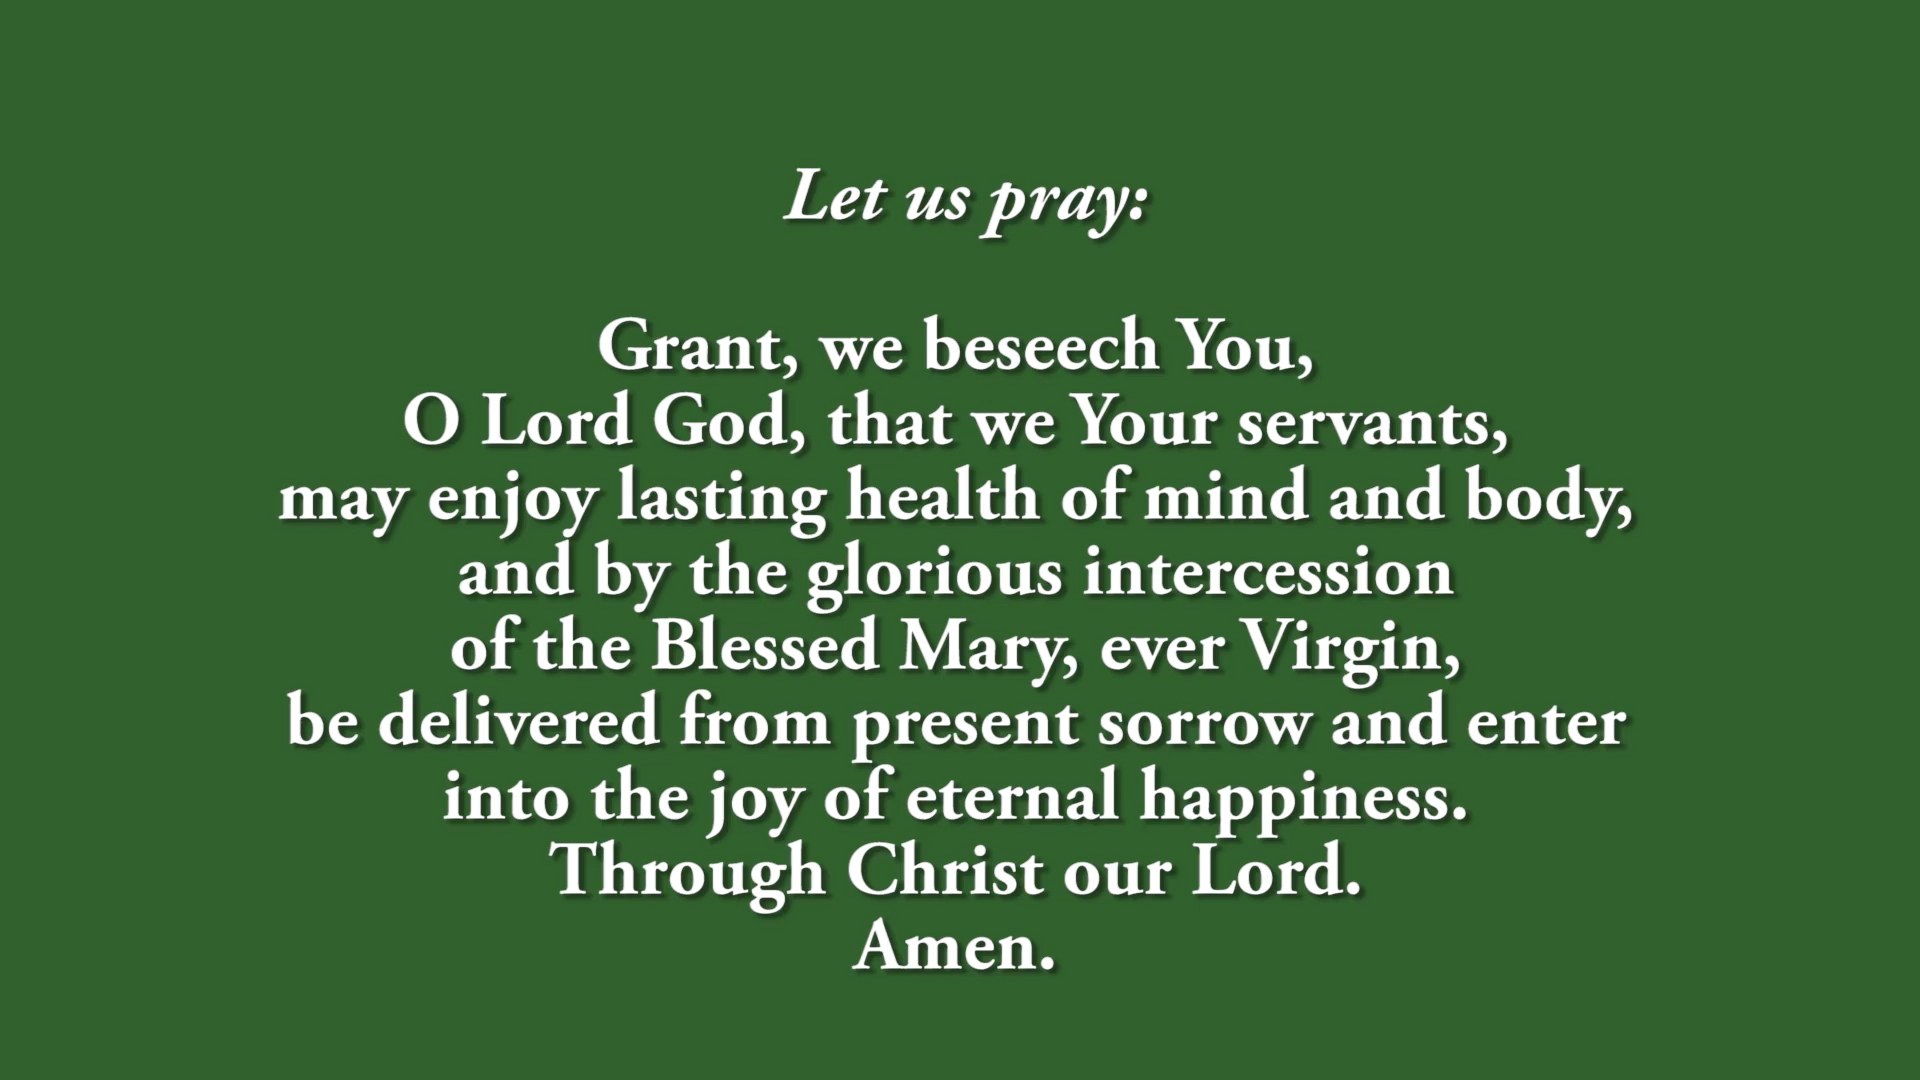 Let us pray:
Grant, we beseech You,
O Lord God, that we Your servants,
may enjoy lasting health of mind and body,
and by the glorious intercession
of the Blessed Mary, ever Virgin,
be delivered from present sorrow and enter
into the joy of eternal happiness.
Through Christ our Lord.
Amen.